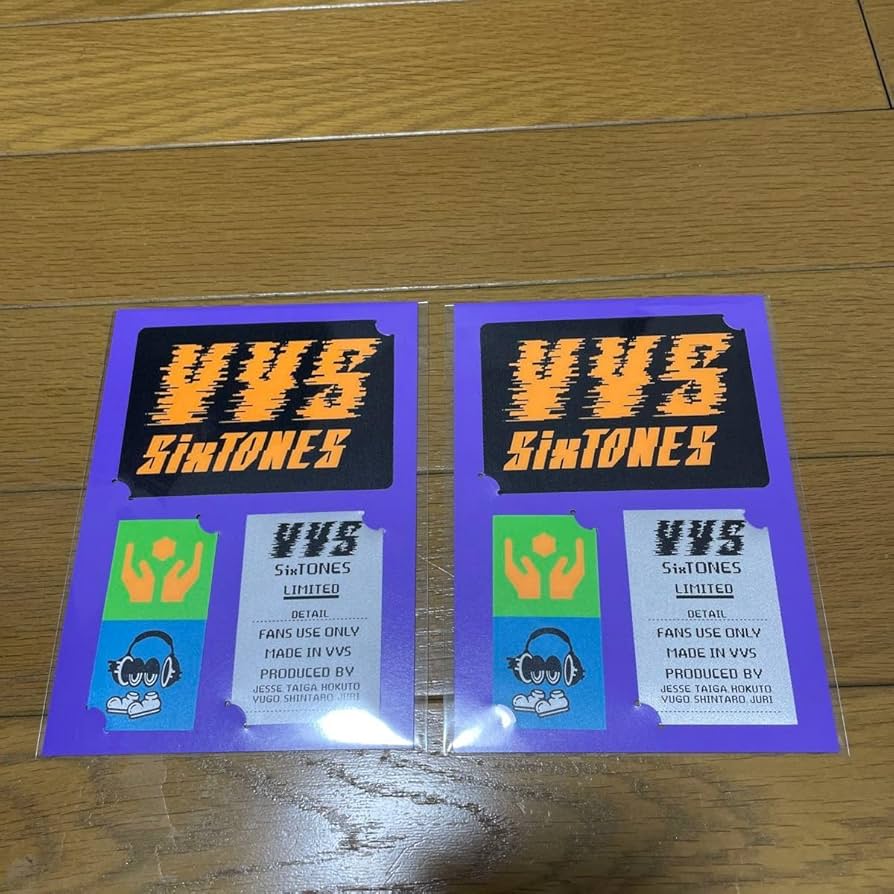 VVS
SixTONES
VVS
SixTONES
LIMITED
DETAIL
FANS USE ONLY
MADE IN VVS
PRODUCED BY
JESSE TAIGA HOKUTO
YUGO SHINTARO JURI
VVS
SixTONES
VVS
SixTONES
LIMITED
DETAIL
FANS USE ONLY
MADE IN VVS
PRODUCED BY
JESSE TAIGA HOKUTO
YUGO SHINTARO JURI